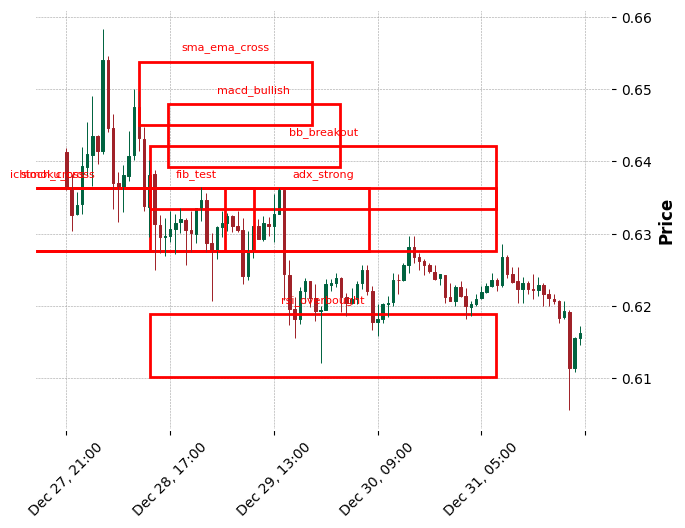 0.66
sma_ema_cross
0.65
macd_bullish
bb_breakout
0.64
fib_test
adx_strong
0.63
Price
0.62
rsi_overbought
0.61
Dec 27, 21:00
Dec 28, 17:00
Dec 29, 13:00
Dec 30, 09:00
Dec 31, 05:00